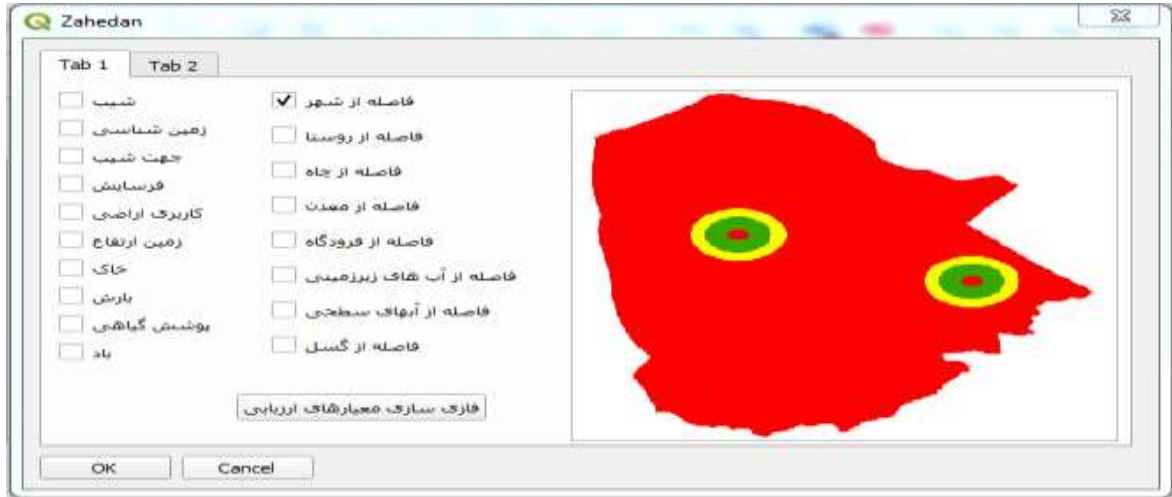 Zahedan
Tab 1
Tab 2
شیب
زمین شناسی
جهت شیب
فرسایش
کاربری اراضی
زمین ارتفاع
خاک
بارش
پوشش گیاهی
باد
فاصله از شهر
فاصله از روستا
فاصله از چاه
فاصله از معدن
فاصله از فرودگاه
فاصله از آب های زیرزمینی
فاصله از آبهای سطحی
فاصله از گسل
فازی سازی معیارهای ارزیابی
OK
Cancel